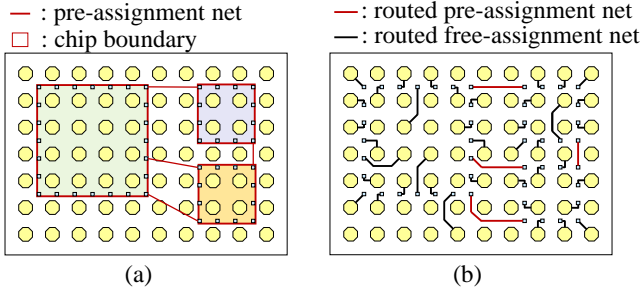 : pre-assignment net
: chip boundary
: routed pre-assignment net
: routed free-assignment net
(a)
(b)